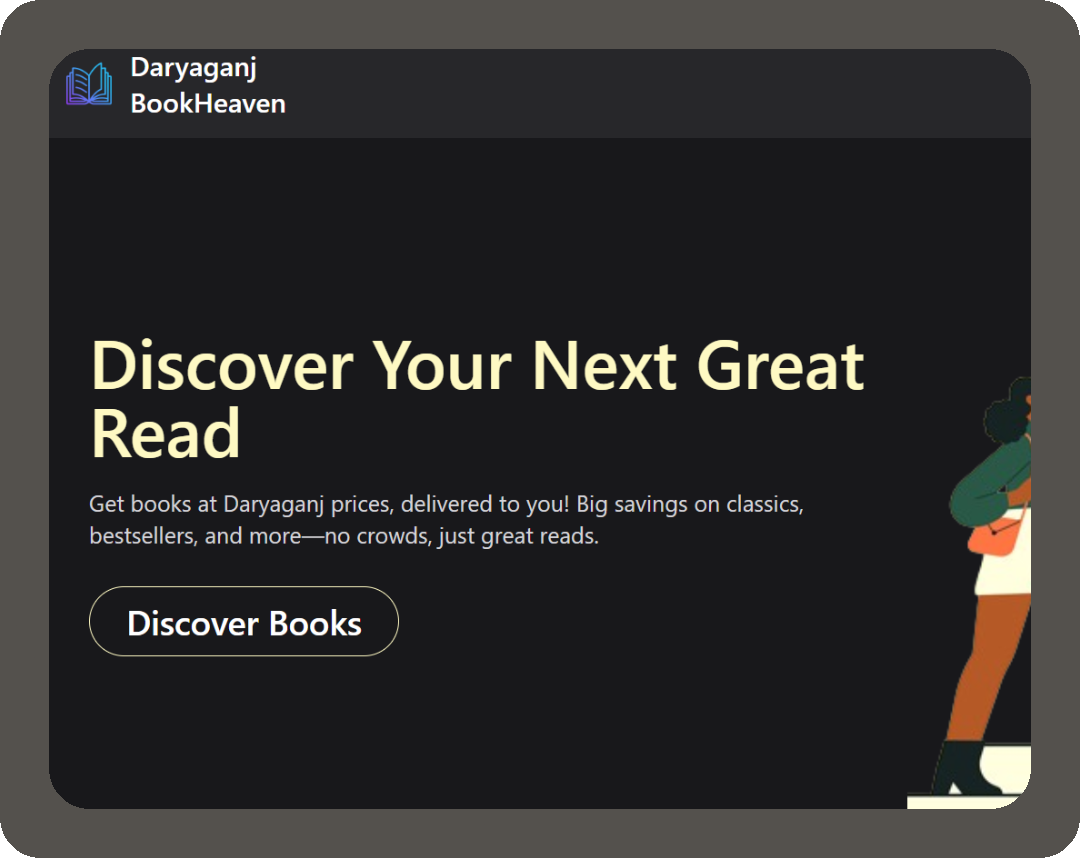 Daryaganj
BookHeaven
Discover Your Next Great
Read
Get books at Daryaganj prices, delivered to you! Big savings on classics,
bestsellers, and more—no crowds, just great reads.
Discover Books